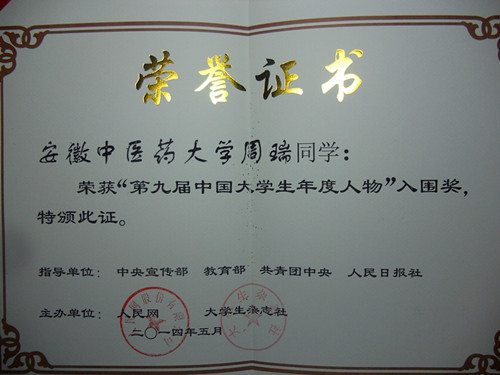 荣誉证书
安徽中医药大学周瑞同学：
荣获“第九届中国大学生年度人物”入围奖，
特颁此证。
指导单位： 中央宣传部 教育部 共青团中央 人民日报社
主办单位： 人民网 大学生杂志社
二〇一四年五月